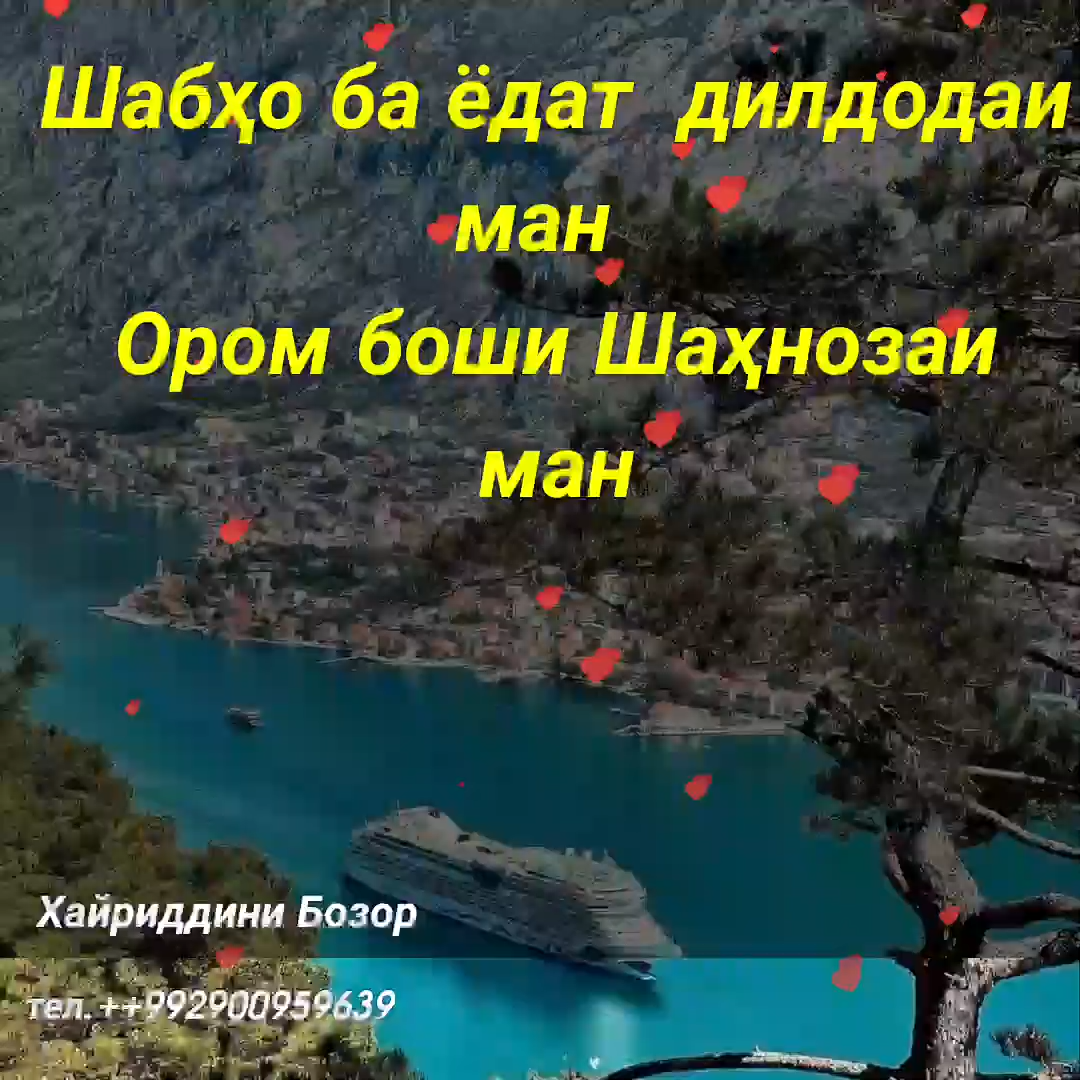 Шабҳо ба ёдат дилдодаи
ман
Ором боши Шаҳнозаи
ман
Хайриддини Бозор
тел.++992900959639